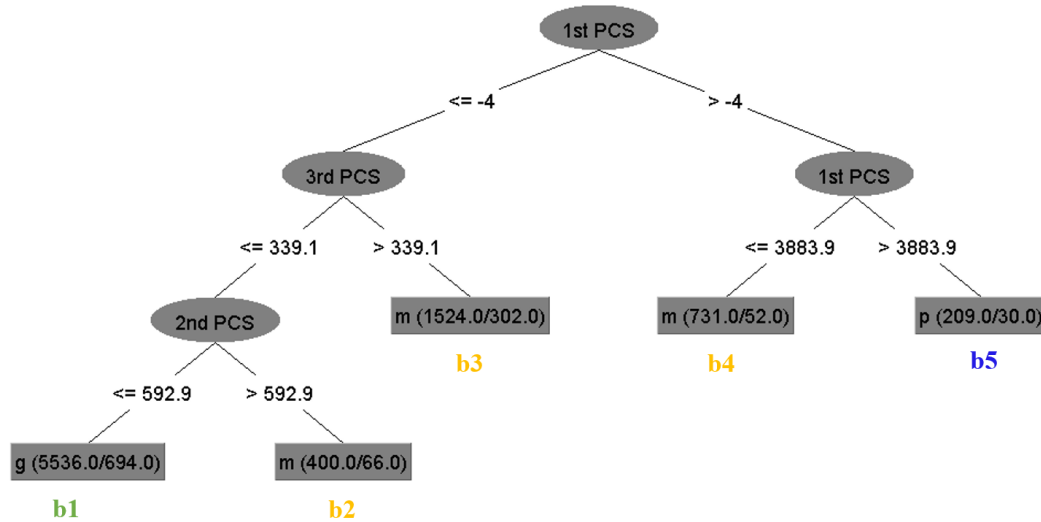 1st PCS
<= -4
> -4
3rd PCS
1st PCS
<= 339.1
> 339.1
<= 3883.9
> 3883.9
2nd PCS
m (1524.0/302.0)
m (731.0/52.0)
p (209.0/30.0)
b3
b4
b5
<= 592.9
> 592.9
g (5536.0/694.0)
m (400.0/66.0)
b1
b2